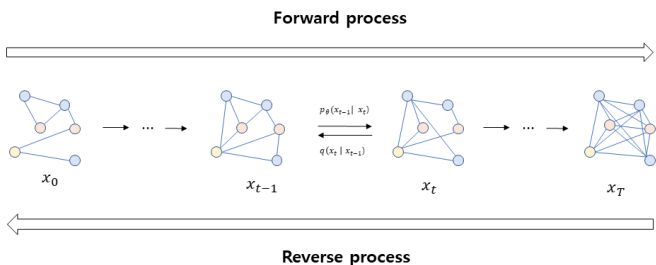 Forward process
p_θ(x_{t−1}| x_t)
... ...
q(x_t | x_{t−1})
x_0 x_{t−1} x_t x_T
Reverse process